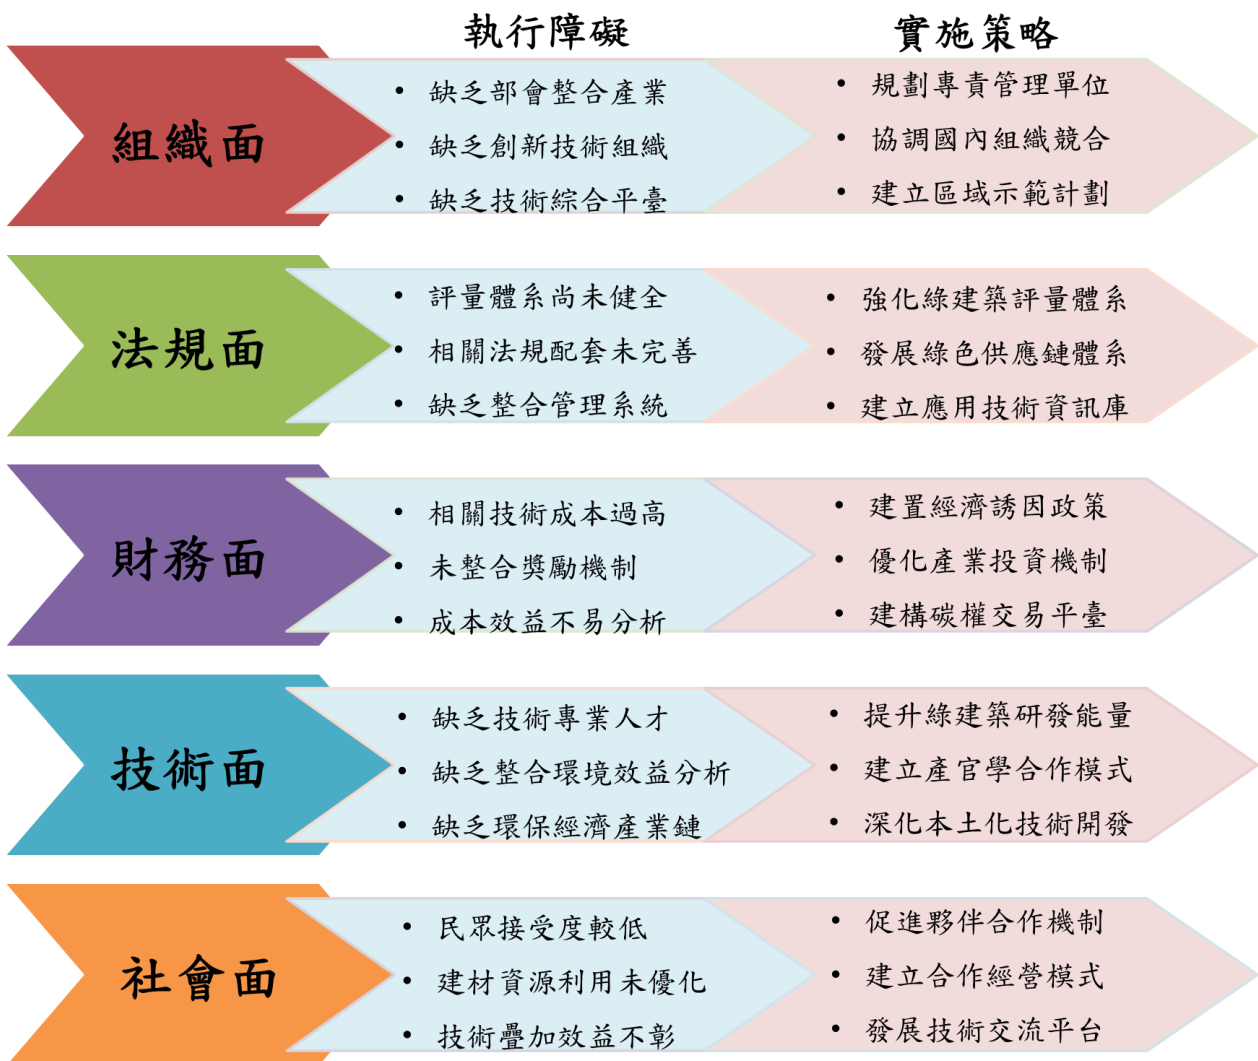 執行障礙
實施策略
組織面
• 缺乏部會整合產業
• 缺乏創新技術組織
• 缺乏技術綜合平臺
• 規劃專責管理單位
• 協調國內組織競合
• 建立區域示範計劃
法規面
• 評量體系尚未健全
• 相關法規配套未完善
• 缺乏整合管理系統
• 強化綠建築評量體系
• 發展綠色供應鏈體系
• 建立應用技術資訊庫
財務面
• 相關技術成本過高
• 未整合獎勵機制
• 成本效益不易分析
• 建置經濟誘因政策
• 優化產業投資機制
• 建構碳權交易平臺
技術面
• 缺乏技術專業人才
• 缺乏整合環境效益分析
• 缺乏環保經濟產業鏈
• 提升綠建築研發能量
• 建立產官學合作模式
• 深化本土化技術開發
社會面
• 民眾接受度較低
• 建材資源利用未優化
• 技術疊加效益不彰
• 促進夥伴合作機制
• 建立合作經營模式
• 發展技術交流平台